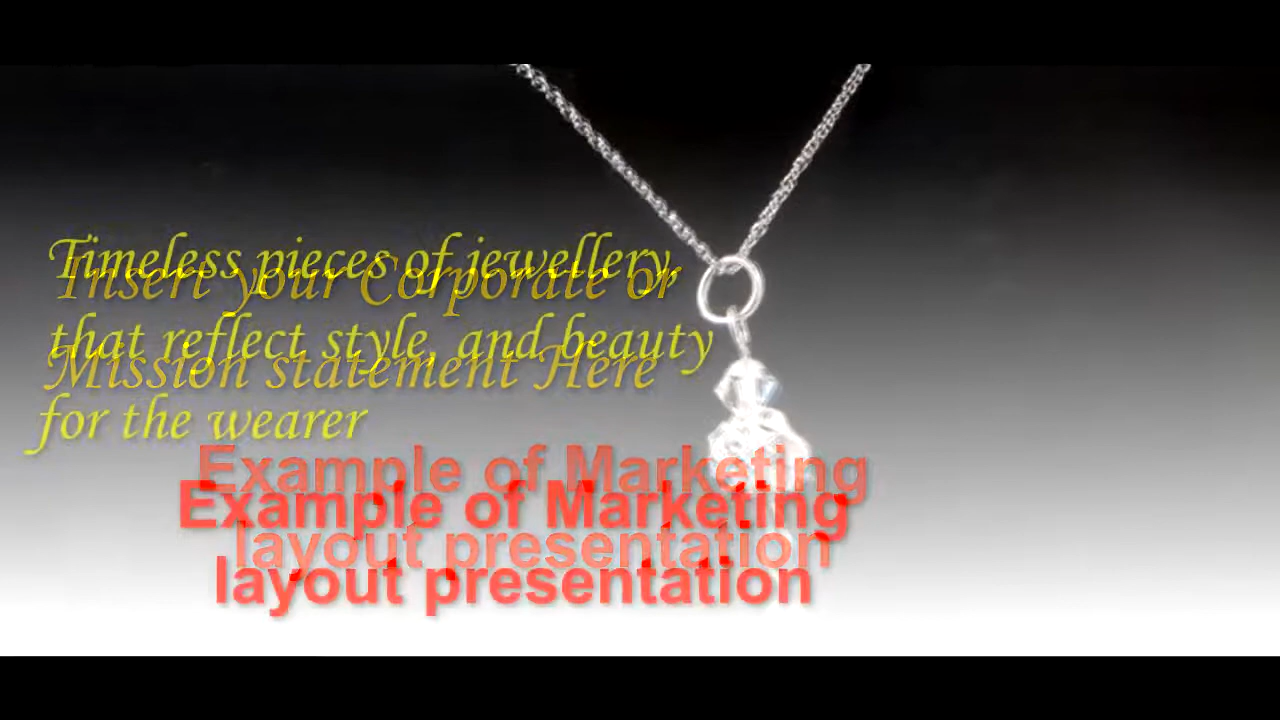 Timeless pieces of jewellery,
that reflect style, and beauty
for the wearer
Insert your Corporate or
Mission statement Here
Example of Marketing
layout presentation
Example of Marketing
layout presentation